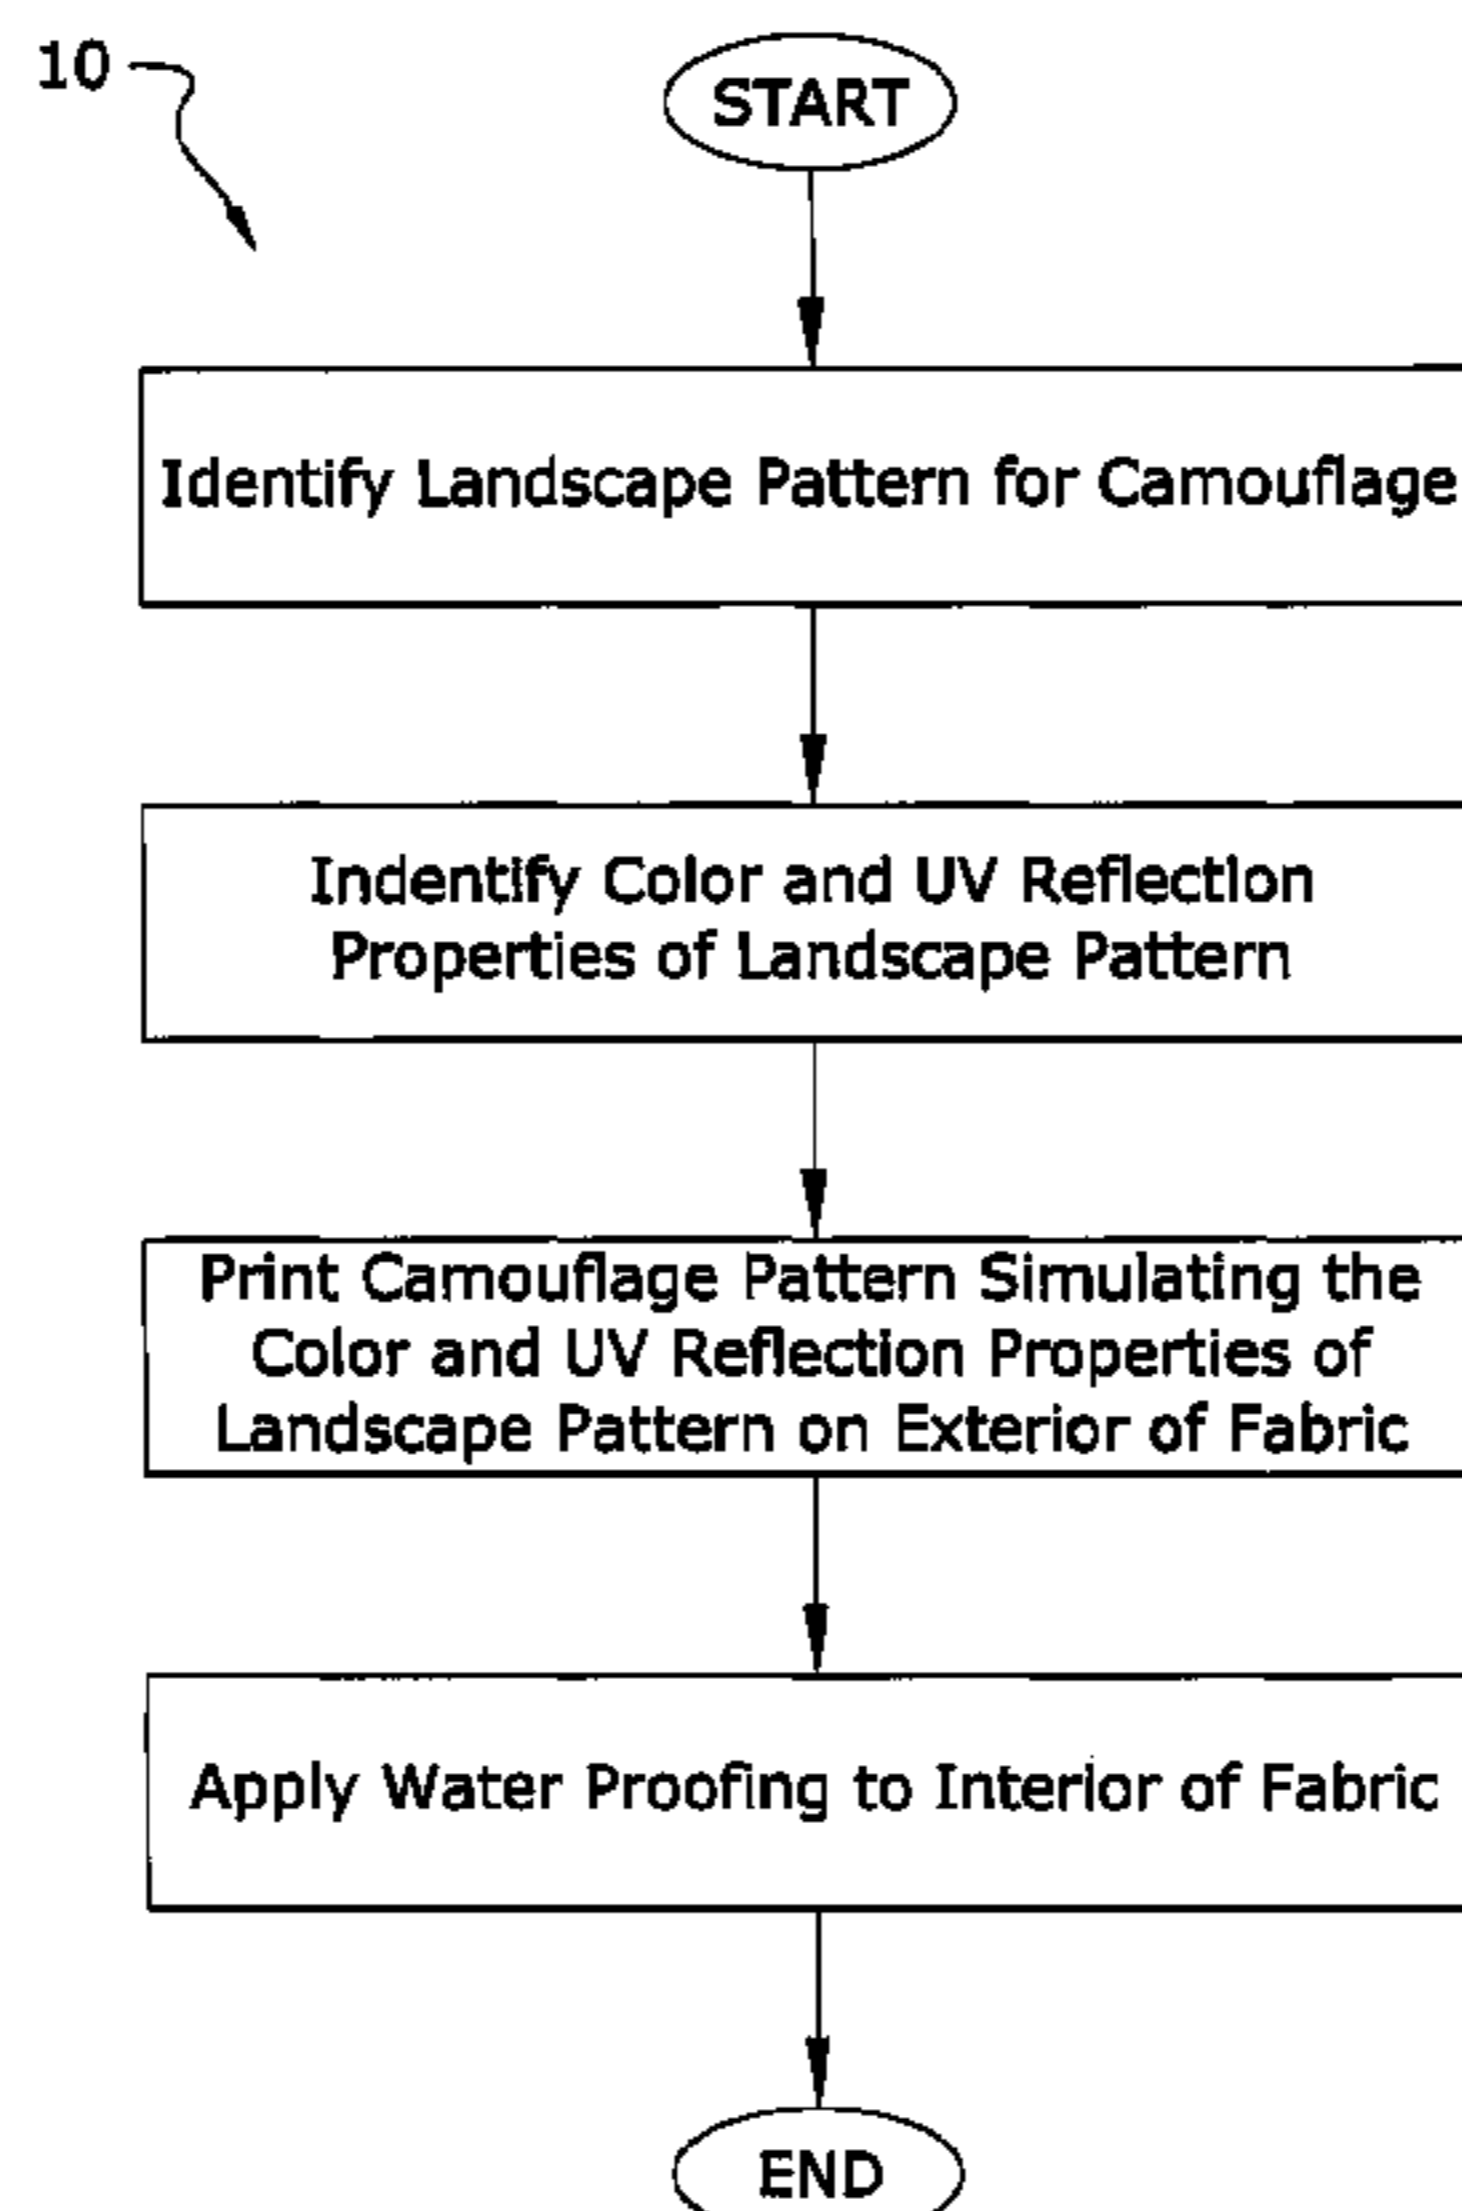 10
START
Identify Landscape Pattern for Camouflage
Indentify Color and UV Reflection
Properties of Landscape Pattern
Print Camouflage Pattern Simulating the
Color and UV Reflection Properties of
Landscape Pattern on Exterior of Fabric
Apply Water Proofing to Interior of Fabric
END